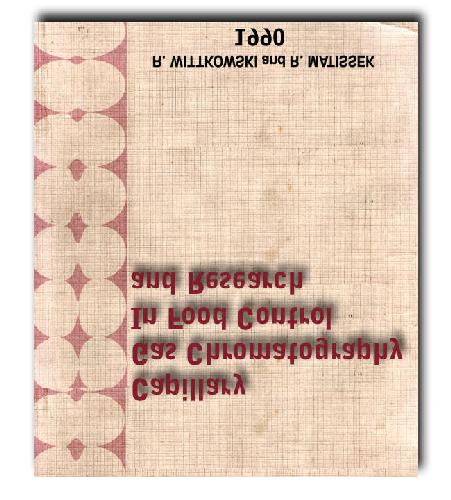 Capillary
Gas Chromatography
In Food Control
and Research
R. WITTKOWSKI and R. MATISSEK
1990